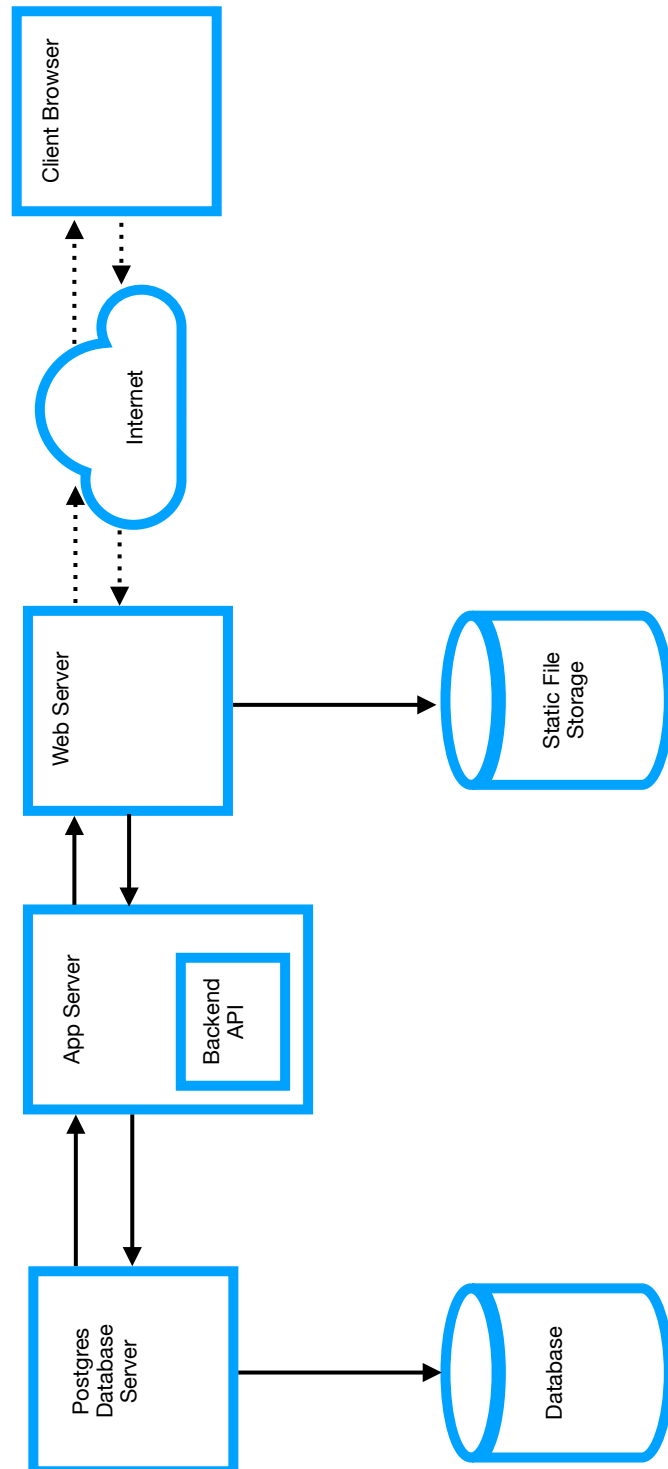 Postgres
Database
Server
App Server
Backend
API
Web Server
Internet
Client Browser
Database
Static File
Storage